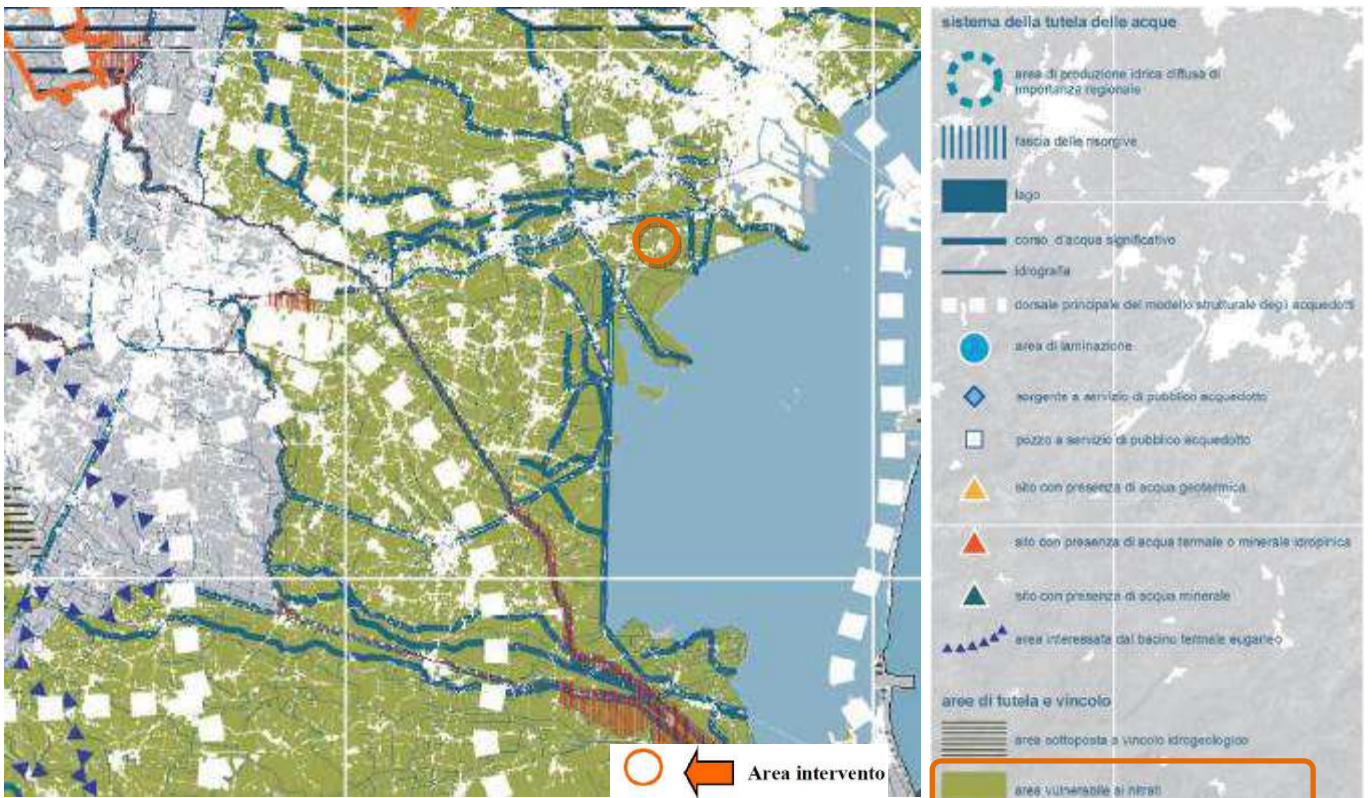 sistema della tutela delle acque
area di produzione idrica diffusa di
importanza regionale
fascia delle risorgive
lago
corso d'acqua significativo
idrografia
dorsale principale del modello strutturale degli acquedotti
area di laminazione
sorgente a servizio di pubblico acquedotto
pozzo a servizio di pubblico acquedotto
sito con presenza di acqua geotermica
sito con presenza di acqua termale o minerale idropinica
sito con presenza di acqua minerale
area interessata dal bacino termale euganeo
aree di tutela e vincolo
area sottoposta a vincolo idrogeologico
area vulnerabile ai nitrati
Area intervento